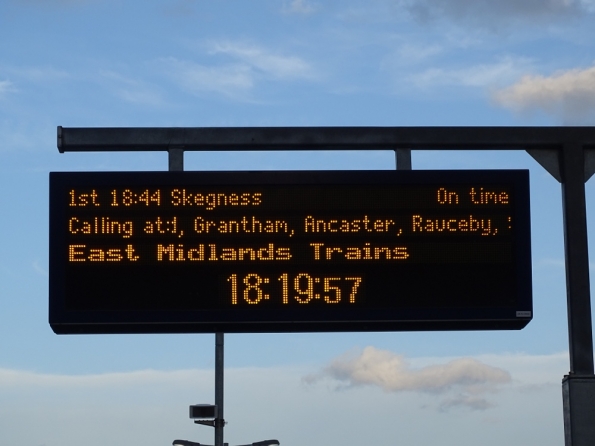 1st 18:44 Skegness On time
Calling at: Grantham, Ancaster, Rauceby,
East Midlands Trains
18:19:57